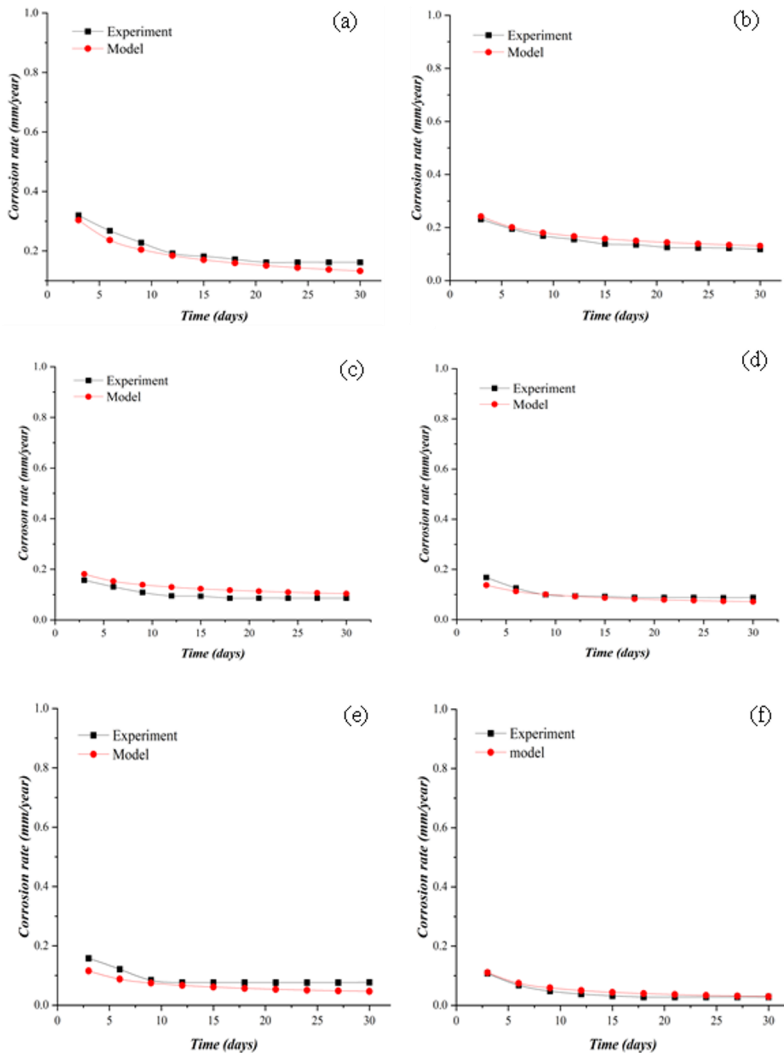 (a)
Experiment
Model
Corrosion rate (mm/year)
1.0
0.8
0.6
0.4
0.2
0 5 10 15 20 25 30
Time (days)
(b)
Experiment
Model
Corrosion rate (mm/year)
1.0
0.8
0.6
0.4
0.2
0.0
0 5 10 15 20 25 30
Time (days)
(c)
Experiment
Model
Corroson rate (mm/year)
1.0
0.8
0.6
0.4
0.2
0.0
0 5 10 15 20 25 30
Time (days)
(d)
Experiment
Model
Corrosion rate (mm/year)
1.0
0.8
0.6
0.4
0.2
0.0
0 5 10 15 20 25 30
Time (days)
(e)
Experiment
Model
Corrosion rate (mm/year)
1.0
0.8
0.6
0.4
0.2
0.0
0 5 10 15 20 25 30
Time (days)
(f)
Experiment
model
Corrosion rate (mm/year)
1.0
0.8
0.6
0.4
0.2
0.0
0 5 10 15 20 25 30
Time (days)